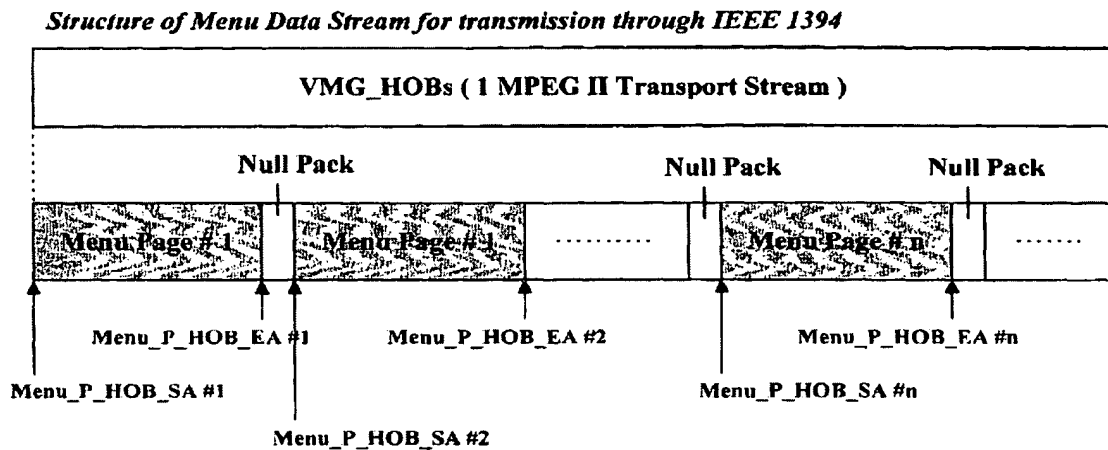 Structure of Menu Data Stream for transmission through IEEE 1394
VMG_HOBs ( 1 MPEG II Transport Stream )
Null Pack Null Pack Null Pack
Menu Page # 1 Menu Page # 1 ............ Menu Page # n ........
Menu_P_HOB_EA #1 Menu_P_HOB_EA #2 Menu_P_HOB_EA #n
Menu_P_HOB_SA #1 Menu_P_HOB_SA #n
Menu_P_HOB_SA #2